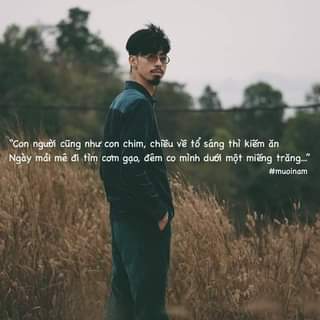 "Con người cũng như con chim, chiều về tổ sáng thì kiếm ăn
Ngày mải mê đi tìm cơm gạo, đêm co mình dưới một miếng trăng..."
#muoinam